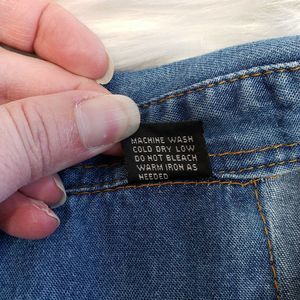 MACHINE WASH
COLD DRY LOW
DO NOT BLEACH
WARM IRON AS
NEEDED